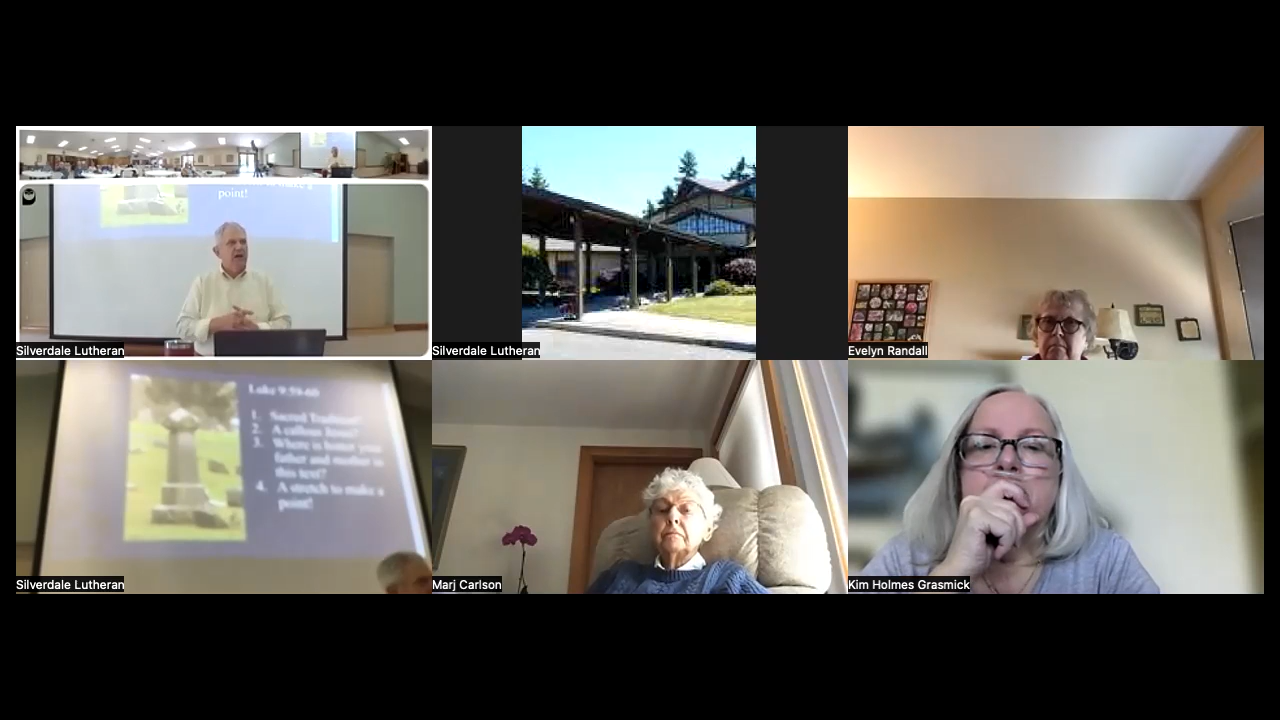 point!
Silverdale Lutheran
Silverdale Lutheran
Evelyn Randall
Luke 9:59-60
1. Sacred Tradition?
2. A callous Jesus?
3. Where is honor your
father and mother in
this text?
4. A stretch to make a
point!
Silverdale Lutheran
Marj Carlson
Kim Holmes Grasmick